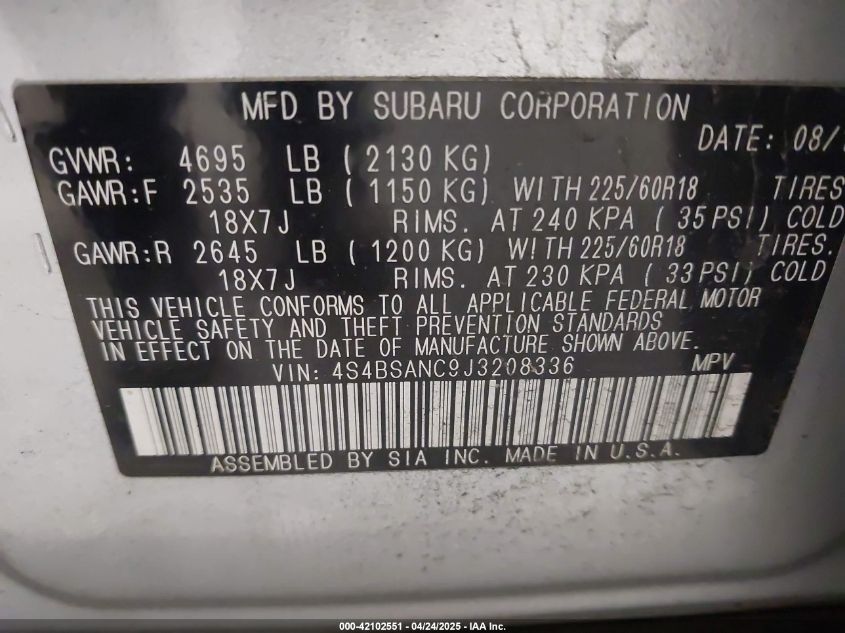 MFD BY SUBARU CORPORATION
DATE: 08/
GVWR: 4695 LB ( 2130 KG)
GAWR:F 2535 LB ( 1150 KG) WITH 225/60R18 TIRES
18X7J RIMS. AT 240 KPA ( 35 PSI) COLD
GAWR:R 2645 LB ( 1200 KG) WITH 225/60R18 TIRES.
18X7J RIMS. AT 230 KPA ( 33 PSI) COLD
THIS VEHICLE CONFORMS TO ALL APPLICABLE FEDERAL MOTOR
VEHICLE SAFETY AND THEFT PREVENTION STANDARDS
IN EFFECT ON THE DATE OF MANUFACTURE SHOWN ABOVE.
VIN: 4S4BSANC9J3208336 MPV
ASSEMBLED BY SIA INC. MADE IN U.S.A.
000-42102551 - 04/24/2025 - IAA Inc.